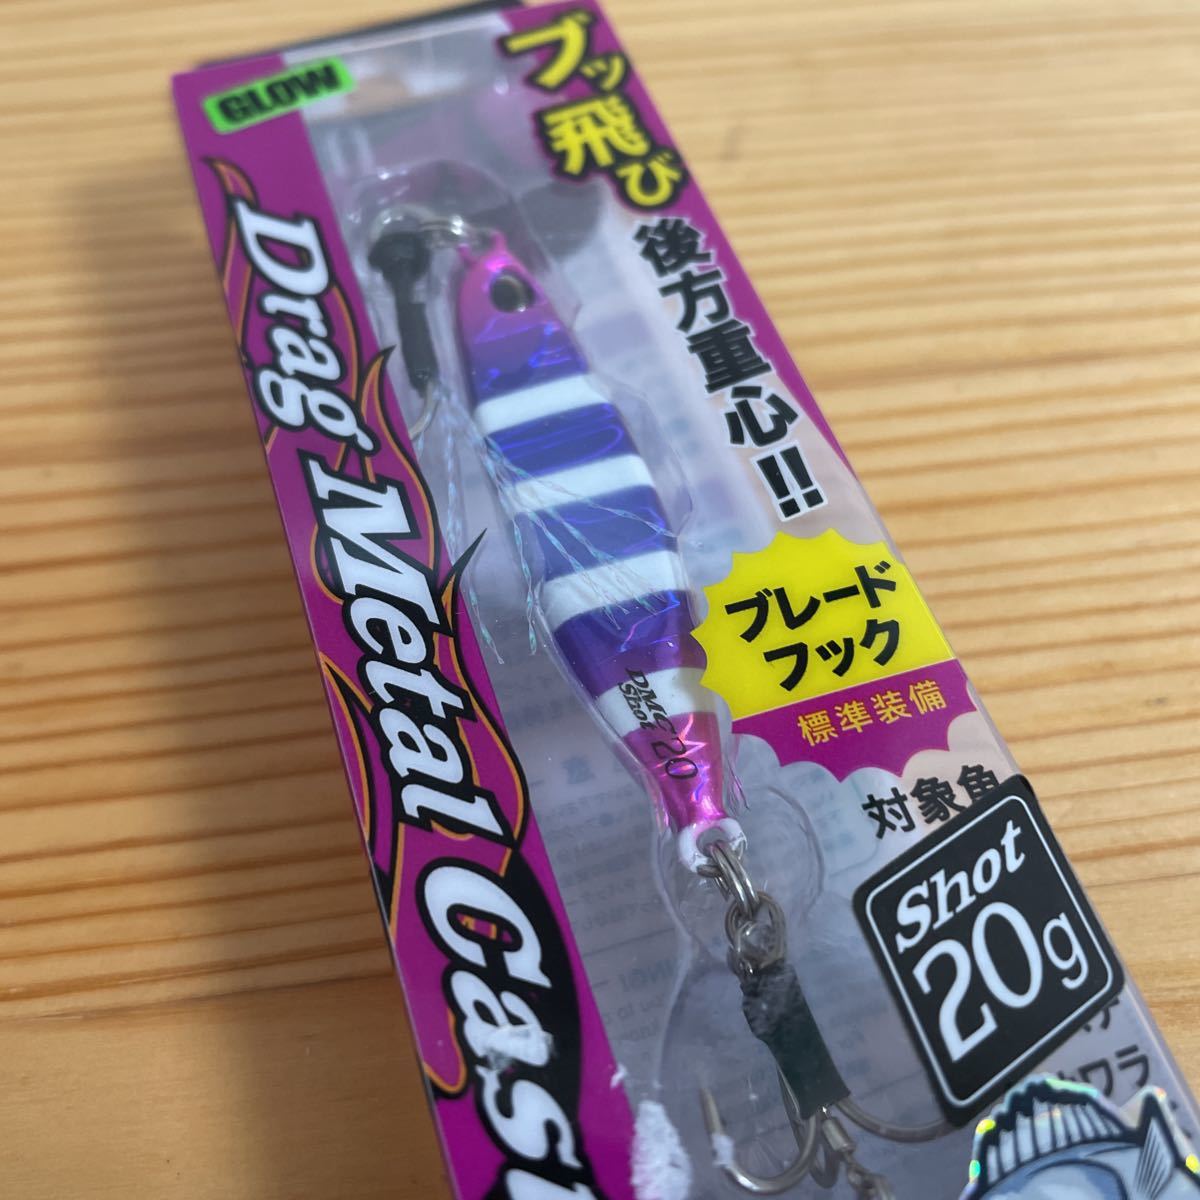 GLOW
Drag Metal Cast
ブッ飛び
後方重心!!
ブレード
フック
標準装備
対象魚
Shot
20g
DMC 20
Shot